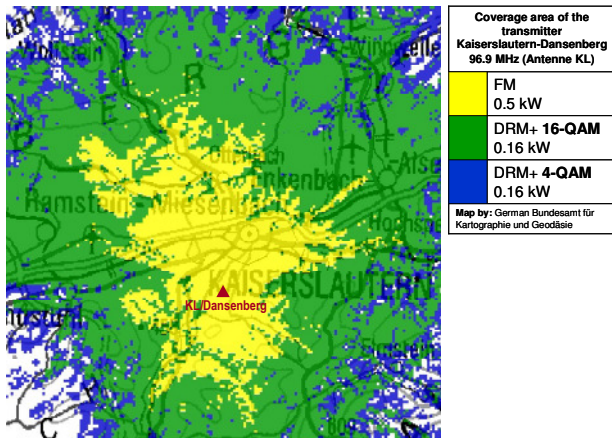 Coverage area of the
transmitter
Kaiserslautern-Dansenberg
96.9 MHz (Antenne KL)
FM
0.5 kW
DRM+ 16-QAM
0.16 kW
DRM+ 4-QAM
0.16 kW
Map by: German Bundesamt für
Kartographie und Geodäsie
Enkenbach
Ramstein-Miesenbach
KAISERSLAUTERN
KL/Dansenberg